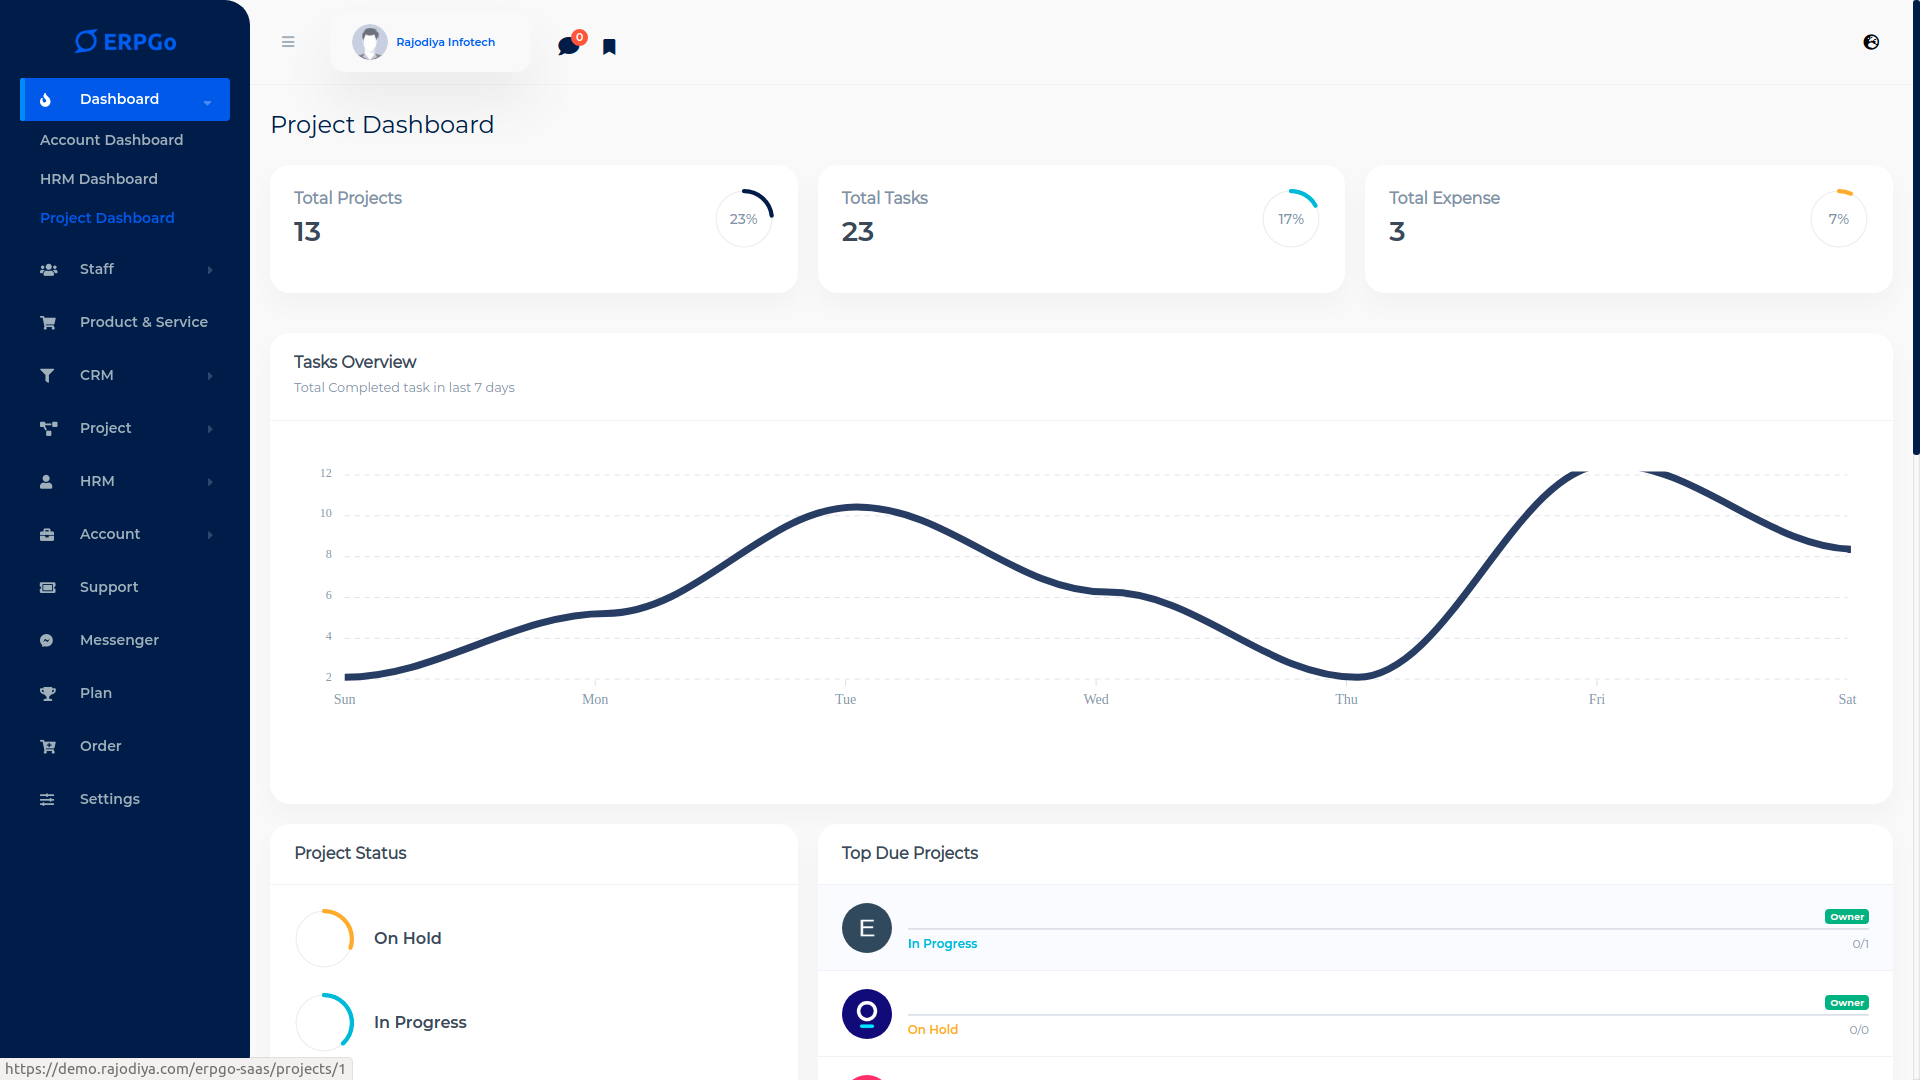 ERPGo
Dashboard
Account Dashboard
HRM Dashboard
Project Dashboard
Staff
Product & Service
CRM
Project
HRM
Account
Support
Messenger
Plan
Order
Settings
Rajodiya Infotech
0
Project Dashboard
Total Projects
13
23%
Total Tasks
23
17%
Total Expense
3
7%
Tasks Overview
Total Completed task in last 7 days
12
10
8
6
4
2
Sun Mon Tue Wed Thu Fri Sat
Project Status
On Hold
In Progress
Top Due Projects
E
Owner
In Progress
0/1
Owner
On Hold
0/0
https://demo.rajodiya.com/erpgo-saas/projects/1